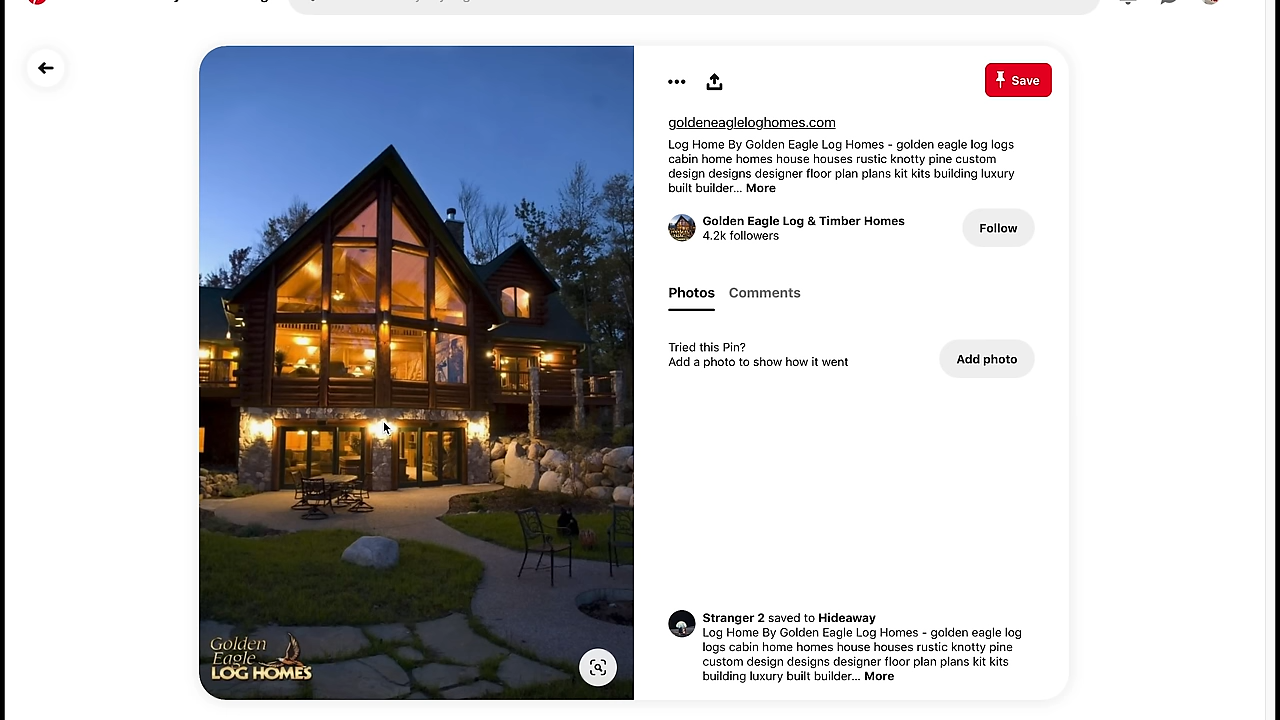 Save
goldeneagleloghomes.com
Log Home By Golden Eagle Log Homes - golden eagle log logs
cabin home homes house houses rustic knotty pine custom
design designs designer floor plan plans kit kits building luxury
built builder... More
Golden Eagle Log & Timber Homes
4.2k followers
Follow
Photos Comments
Tried this Pin?
Add a photo to show how it went
Add photo
Stranger 2 saved to Hideaway
Log Home By Golden Eagle Log Homes - golden eagle log
logs cabin home homes house houses rustic knotty pine
custom design designs designer floor plan plans kit kits
building luxury built builder... More
Golden
Eagle
LOG HOMES